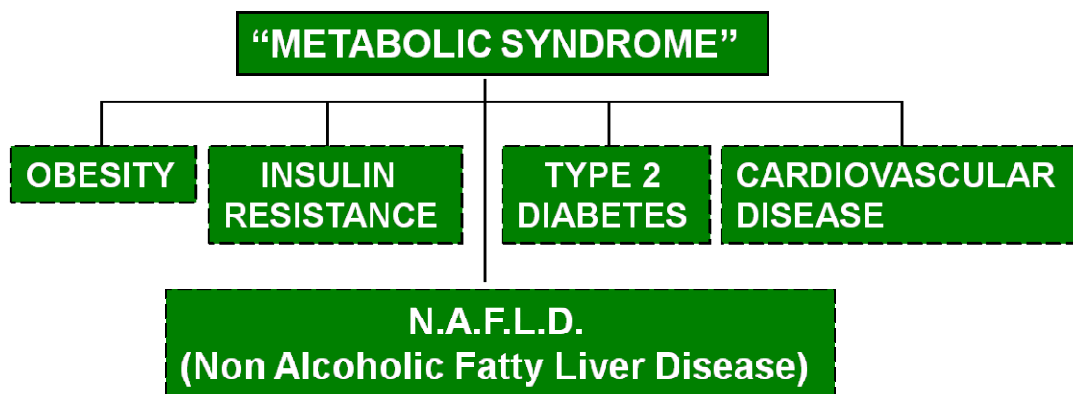 “METABOLIC SYNDROME”
OBESITY
INSULIN
RESISTANCE
TYPE 2
DIABETES
CARDIOVASCULAR
DISEASE
N.A.F.L.D.
(Non Alcoholic Fatty Liver Disease)